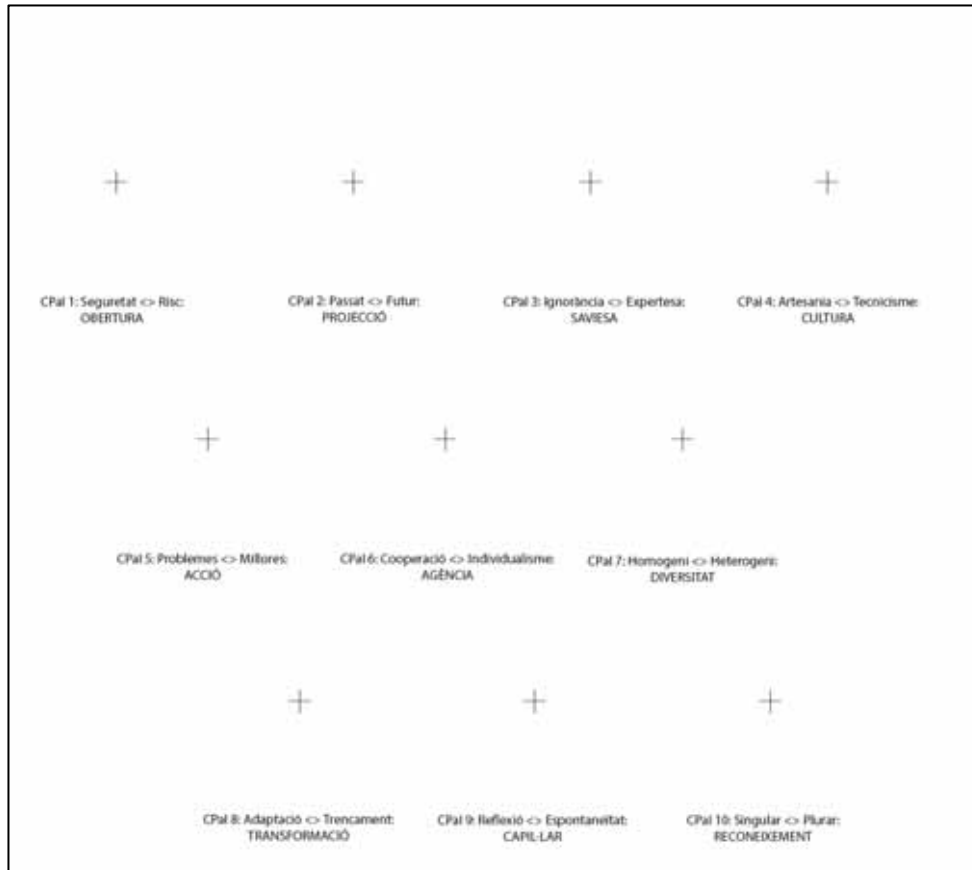 CPal 1: Seguretat <> Risc:
OBERTURA
CPal 2: Passat <> Futur:
PROJECCIÓ
CPal 3: Ignorància <> Expertesa:
SAVIESA
CPal 4: Artesania <> Tecnicisme:
CULTURA
CPal 5: Problemes <> Millores:
ACCIÓ
CPal 6: Cooperació <> Individualisme:
AGÈNCIA
CPal 7: Homogeni <> Heterogeni:
DIVERSITAT
CPal 8: Adaptació <> Trencament:
TRANSFORMACIÓ
CPal 9: Reflexió <> Espontaneïtat:
CAPIL·LAR
CPal 10: Singular <> Plurar:
RECONEIXEMENT